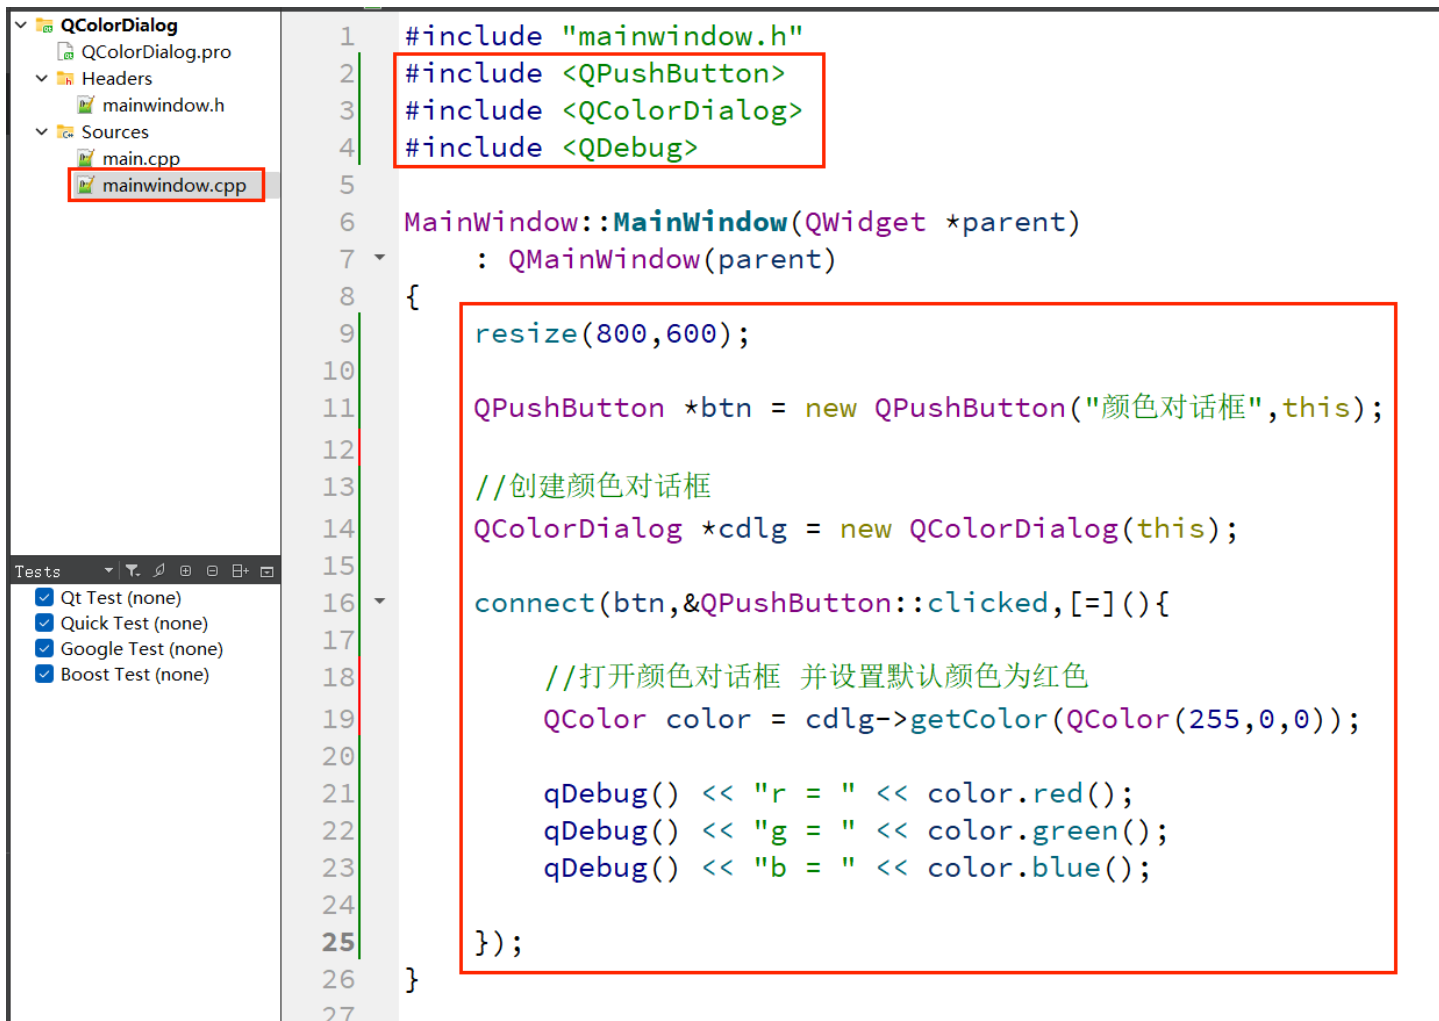 QColorDialog
QColorDialog.pro
Headers
mainwindow.h
Sources
main.cpp
mainwindow.cpp
Tests
Qt Test (none)
Quick Test (none)
Google Test (none)
Boost Test (none)
1 #include "mainwindow.h"
2 #include <QPushButton>
3 #include <QColorDialog>
4 #include <QDebug>
5
6 MainWindow::MainWindow(QWidget *parent)
7 : QMainWindow(parent)
8 {
9 resize(800,600);
10
11 QPushButton *btn = new QPushButton("颜色对话框",this);
12
13 //创建颜色对话框
14 QColorDialog *cdlg = new QColorDialog(this);
15
16 connect(btn,&QPushButton::clicked,[=](){
17
18 //打开颜色对话框 并设置默认颜色为红色
19 QColor color = cdlg->getColor(QColor(255,0,0));
20
21 qDebug() << "r = " << color.red();
22 qDebug() << "g = " << color.green();
23 qDebug() << "b = " << color.blue();
24
25 });
26 }
27